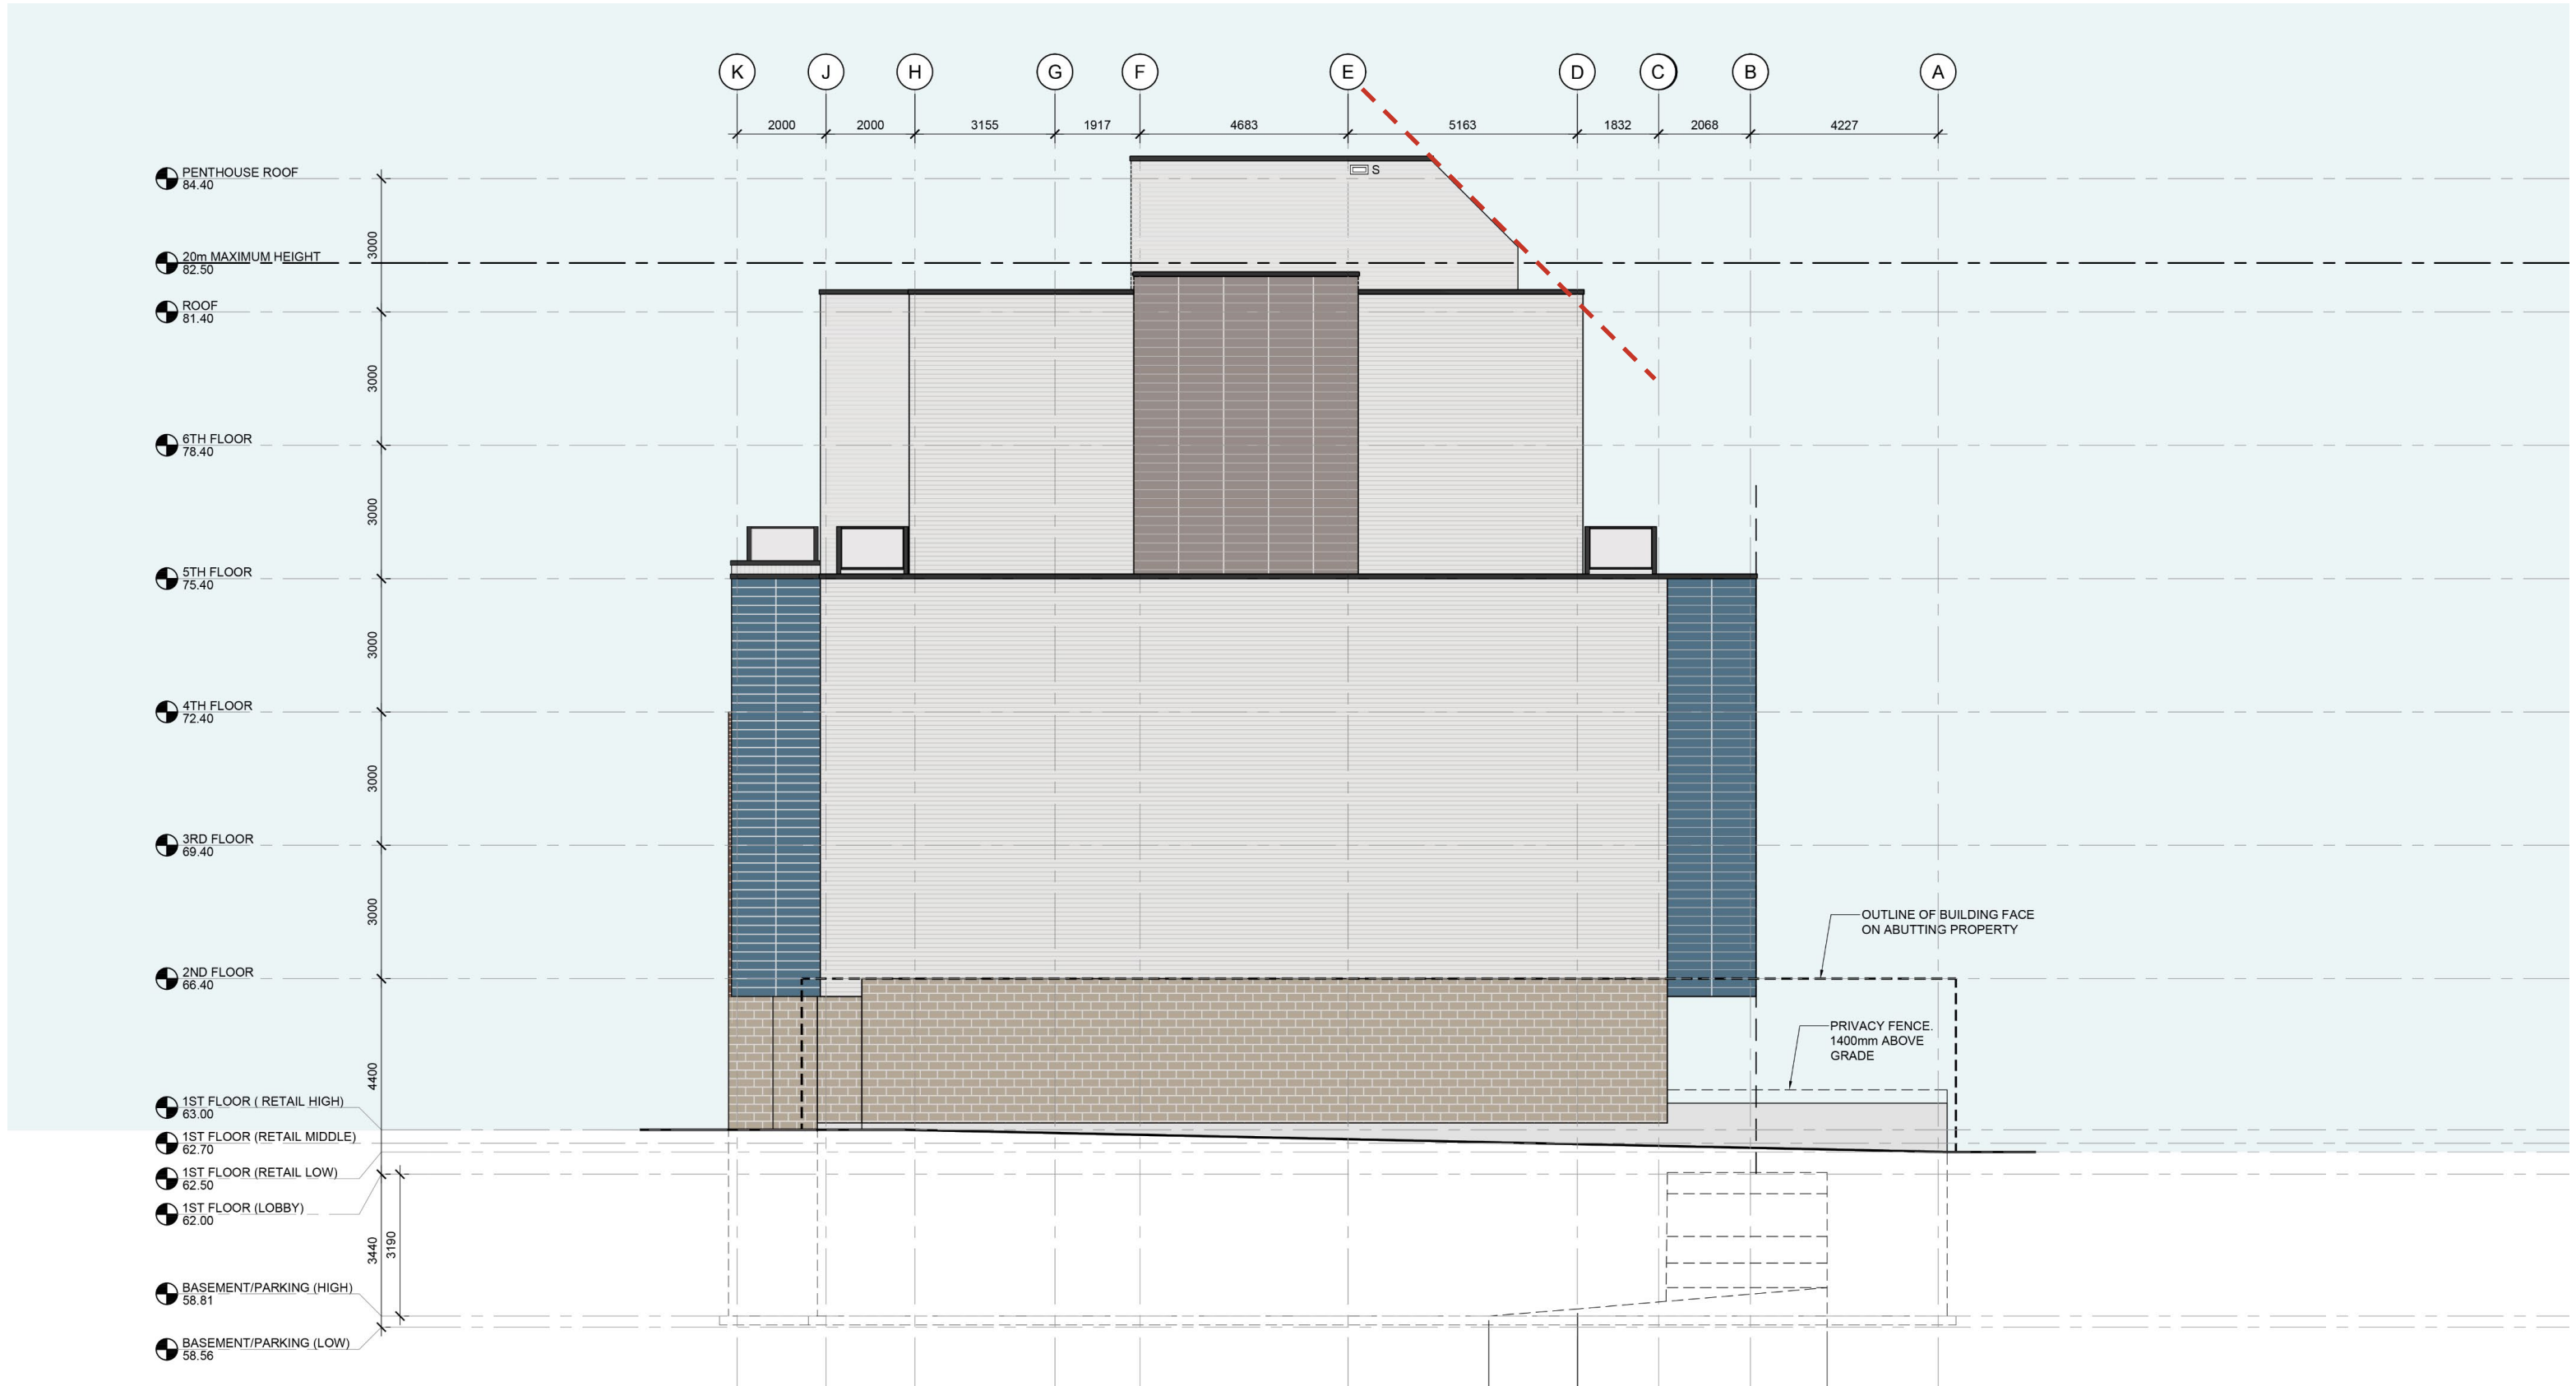 K J H G F E D C B A
2000 2000 3155 1917 4683 5163 1832 2068 4227
PENTHOUSE ROOF
84.40
S
3000
20m MAXIMUM HEIGHT
82.50
ROOF
81.40
3000
6TH FLOOR
78.40
3000
5TH FLOOR
75.40
3000
4TH FLOOR
72.40
3000
3RD FLOOR
69.40
3000
OUTLINE OF BUILDING FACE
ON ABUTTING PROPERTY
2ND FLOOR
66.40
PRIVACY FENCE.
1400mm ABOVE
GRADE
4400
1ST FLOOR ( RETAIL HIGH)
63.00
1ST FLOOR (RETAIL MIDDLE)
62.70
1ST FLOOR (RETAIL LOW)
62.50
1ST FLOOR (LOBBY)
62.00
3440
3190
BASEMENT/PARKING (HIGH)
58.81
BASEMENT/PARKING (LOW)
58.56